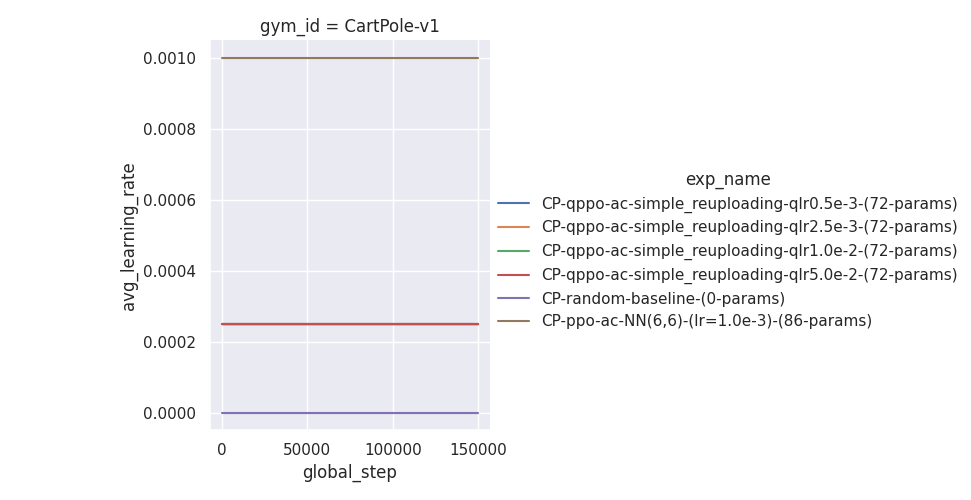 gym_id = CartPole-v1
0.0010
0.0008
0.0006
0.0004
0.0002
0.0000
avg_learning_rate
0 50000 100000 150000
global_step
exp_name
CP-qppo-ac-simple_reuploading-qlr0.5e-3-(72-params)
CP-qppo-ac-simple_reuploading-qlr2.5e-3-(72-params)
CP-qppo-ac-simple_reuploading-qlr1.0e-2-(72-params)
CP-qppo-ac-simple_reuploading-qlr5.0e-2-(72-params)
CP-random-baseline-(0-params)
CP-ppo-ac-NN(6,6)-(lr=1.0e-3)-(86-params)